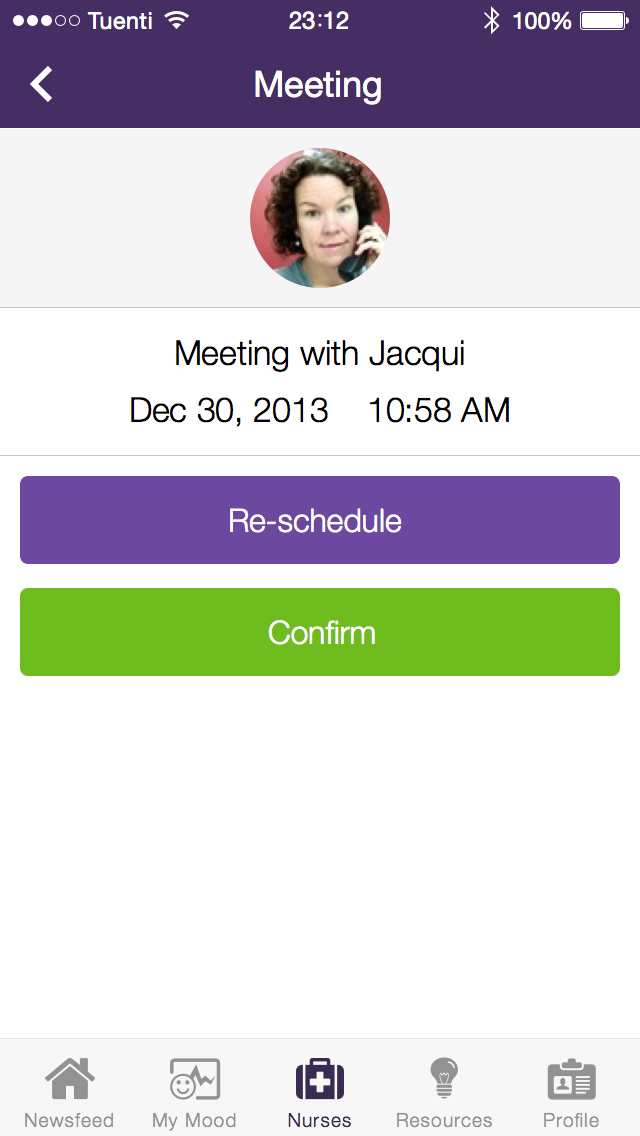 Tuenti 23:12 100%
Meeting
Meeting with Jacqui
Dec 30, 2013 10:58 AM
Re-schedule
Confirm
Newsfeed My Mood Nurses Resources Profile